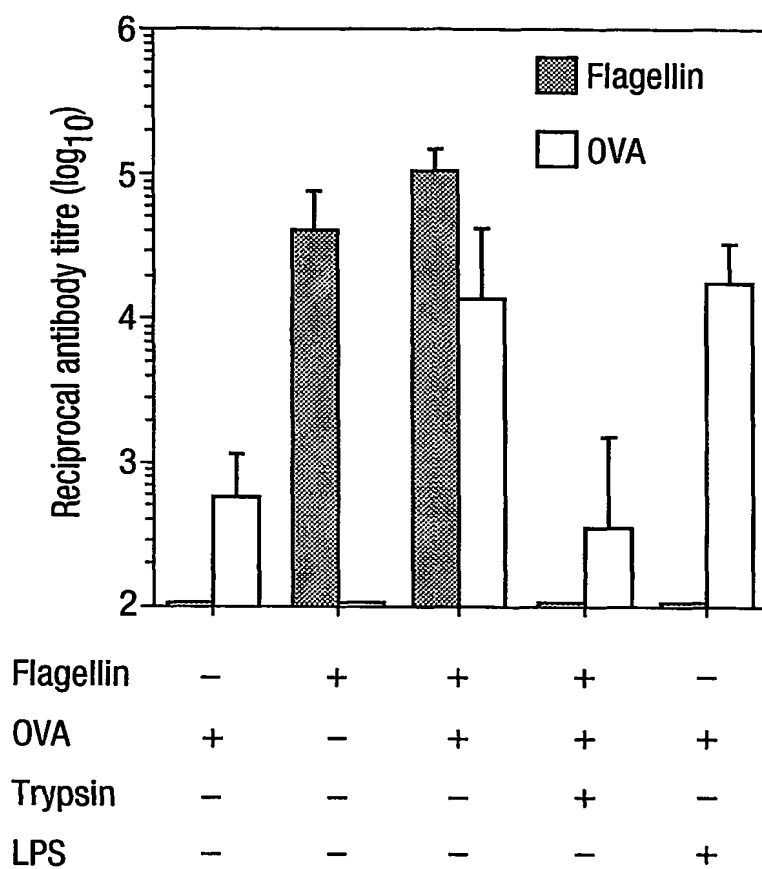 Reciprocal antibody titre (log10)
6
5
4
3
2
Flagellin
OVA
Flagellin – + + + –
OVA + – + + +
Trypsin – – – + –
LPS – – – – +